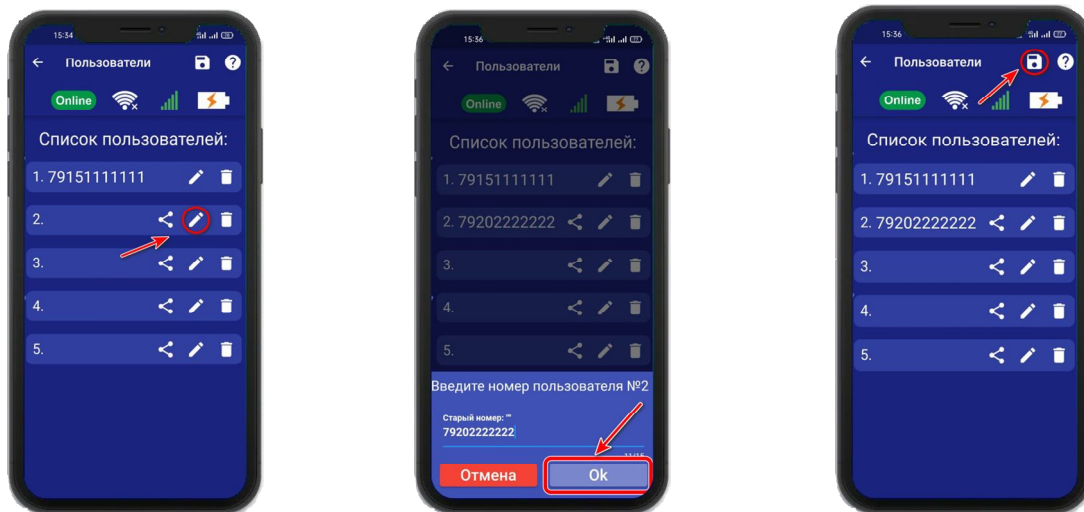 15:34
Пользователи
Online
Список пользователей:
1. 79151111111
2.
3.
4.
5.
15:36
Пользователи
Online
Список пользователей:
1. 79151111111
2. 79202222222
3.
4.
5.
Введите номер пользователя №2
Старый номер: ""
79202222222
11/15
Отмена
Ok
15:36
Пользователи
Online
Список пользователей:
1. 79151111111
2. 79202222222
3.
4.
5.